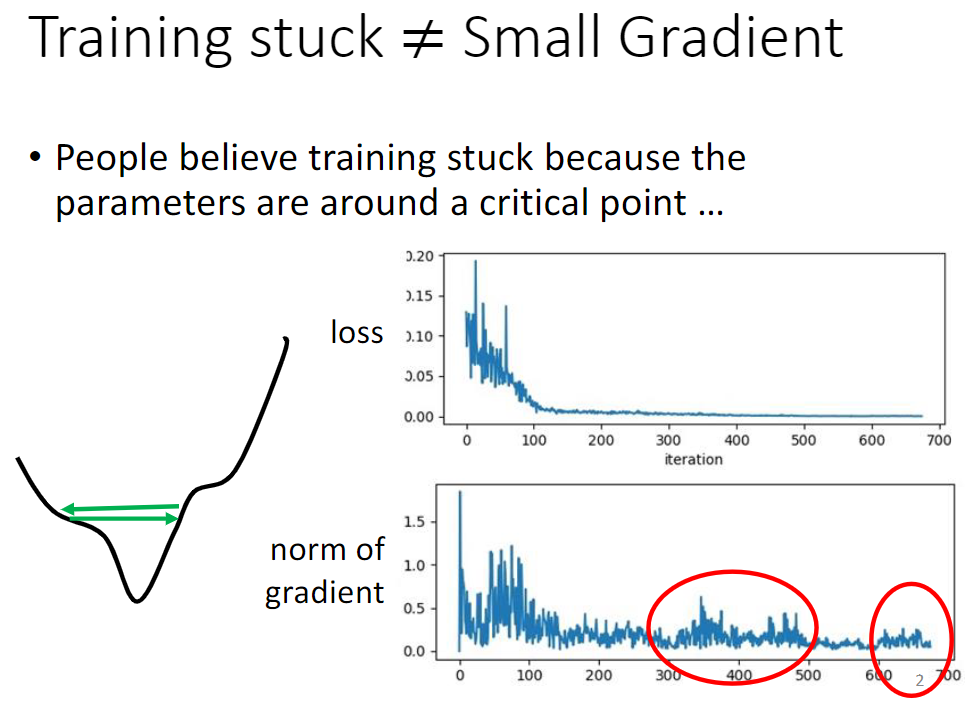 Training stuck ≠ Small Gradient
• People believe training stuck because the
parameters are around a critical point ...
loss
0.20
0.15
0.10
0.05
0.00
0 100 200 300 400 500 600 700
iteration
norm of
gradient
1.5
1.0
0.5
0.0
0 100 200 300 400 500 600 700
2